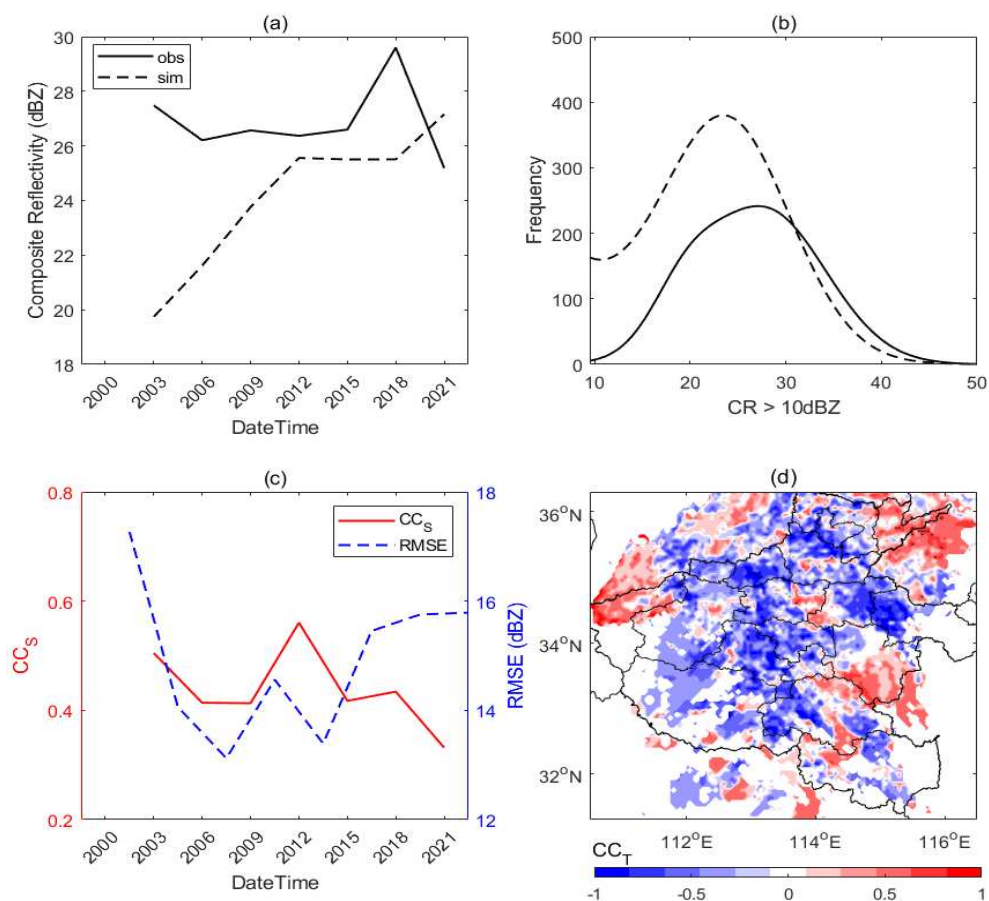 (a)
30
28
26
24
22
20
18
Composite Reflectivity (dBZ)
obs
sim
2000
2003
2006
2009
2012
2015
2018
2021
DateTime
(b)
500
400
300
200
100
0
Frequency
10
20
30
40
50
CR > 10dBZ
(c)
0.8
0.6
0.4
0.2
CC_S
CC_S
RMSE
18
16
14
12
RMSE (dBZ)
2000
2003
2006
2009
2012
2015
2018
2021
DateTime
(d)
36°N
34°N
32°N
112°E
114°E
116°E
CC_T
-1
-0.5
0
0.5
1